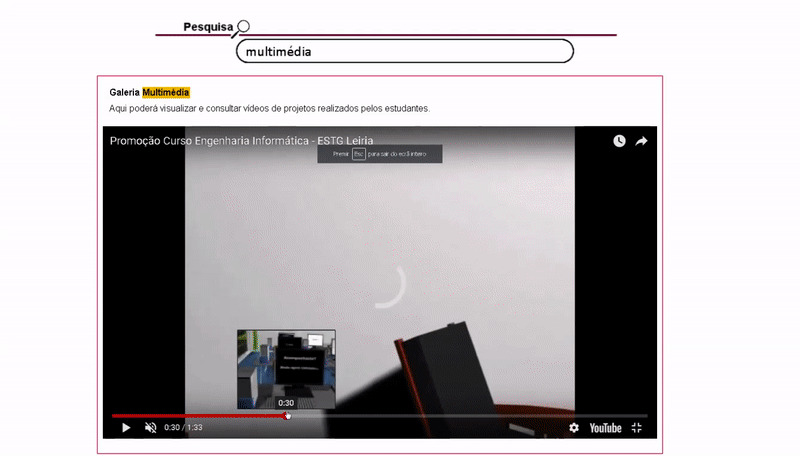 Pesquisa
multimédia
Galeria Multimédia
Aqui poderá visualizar e consultar vídeos de projetos realizados pelos estudantes.
Promoção Curso Engenharia Informática - ESTG Leiria
Premir Esc para sair do ecrã inteiro
0:30
0:30 / 1:33
YouTube